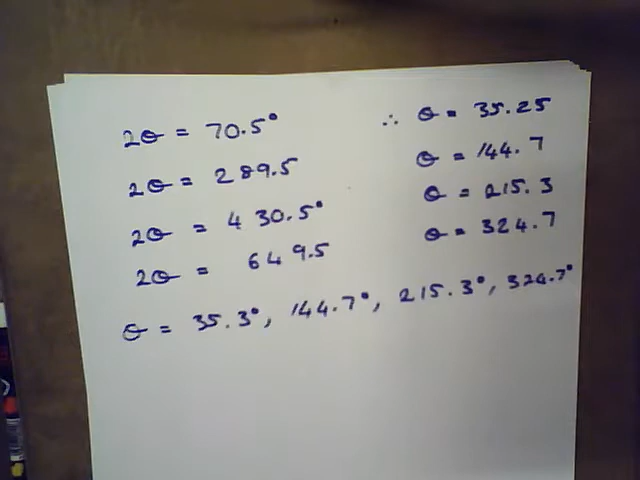 2θ = 70.5° ∴ θ = 35.25
2θ = 289.5 θ = 144.7
2θ = 430.5° θ = 215.3
2θ = 649.5 θ = 324.7
θ = 35.3°, 144.7°, 215.3°, 324.7°